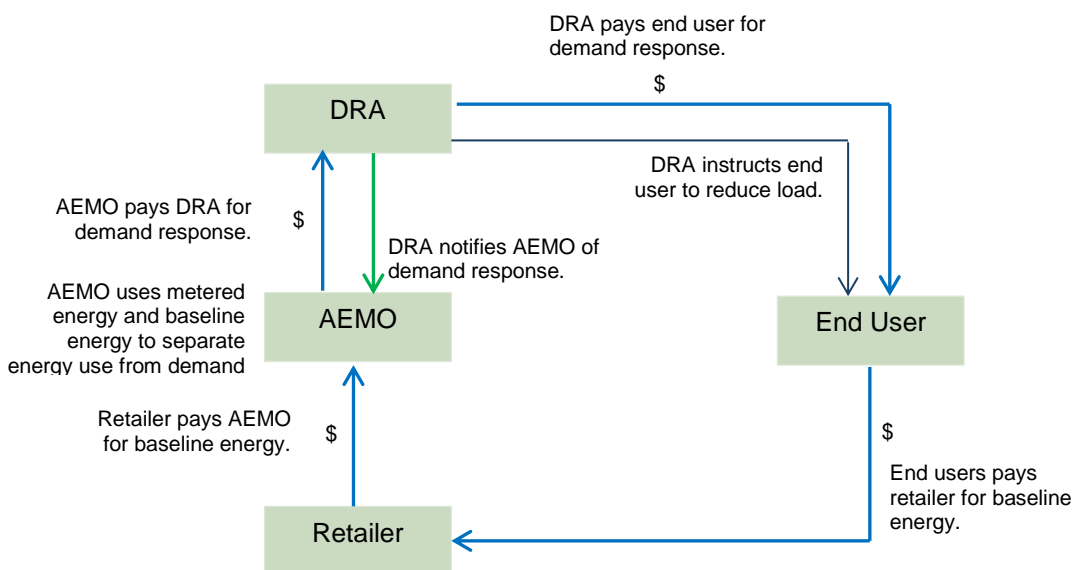 DRA pays end user for
demand response.
$
DRA
DRA instructs end
user to reduce load.
AEMO pays DRA for
demand response.
$
DRA notifies AEMO of
demand response.
AEMO uses metered
energy and baseline
energy to separate
energy use from demand
AEMO
End User
Retailer pays AEMO
for baseline energy.
$
$
End users pays
retailer for baseline
energy.
Retailer